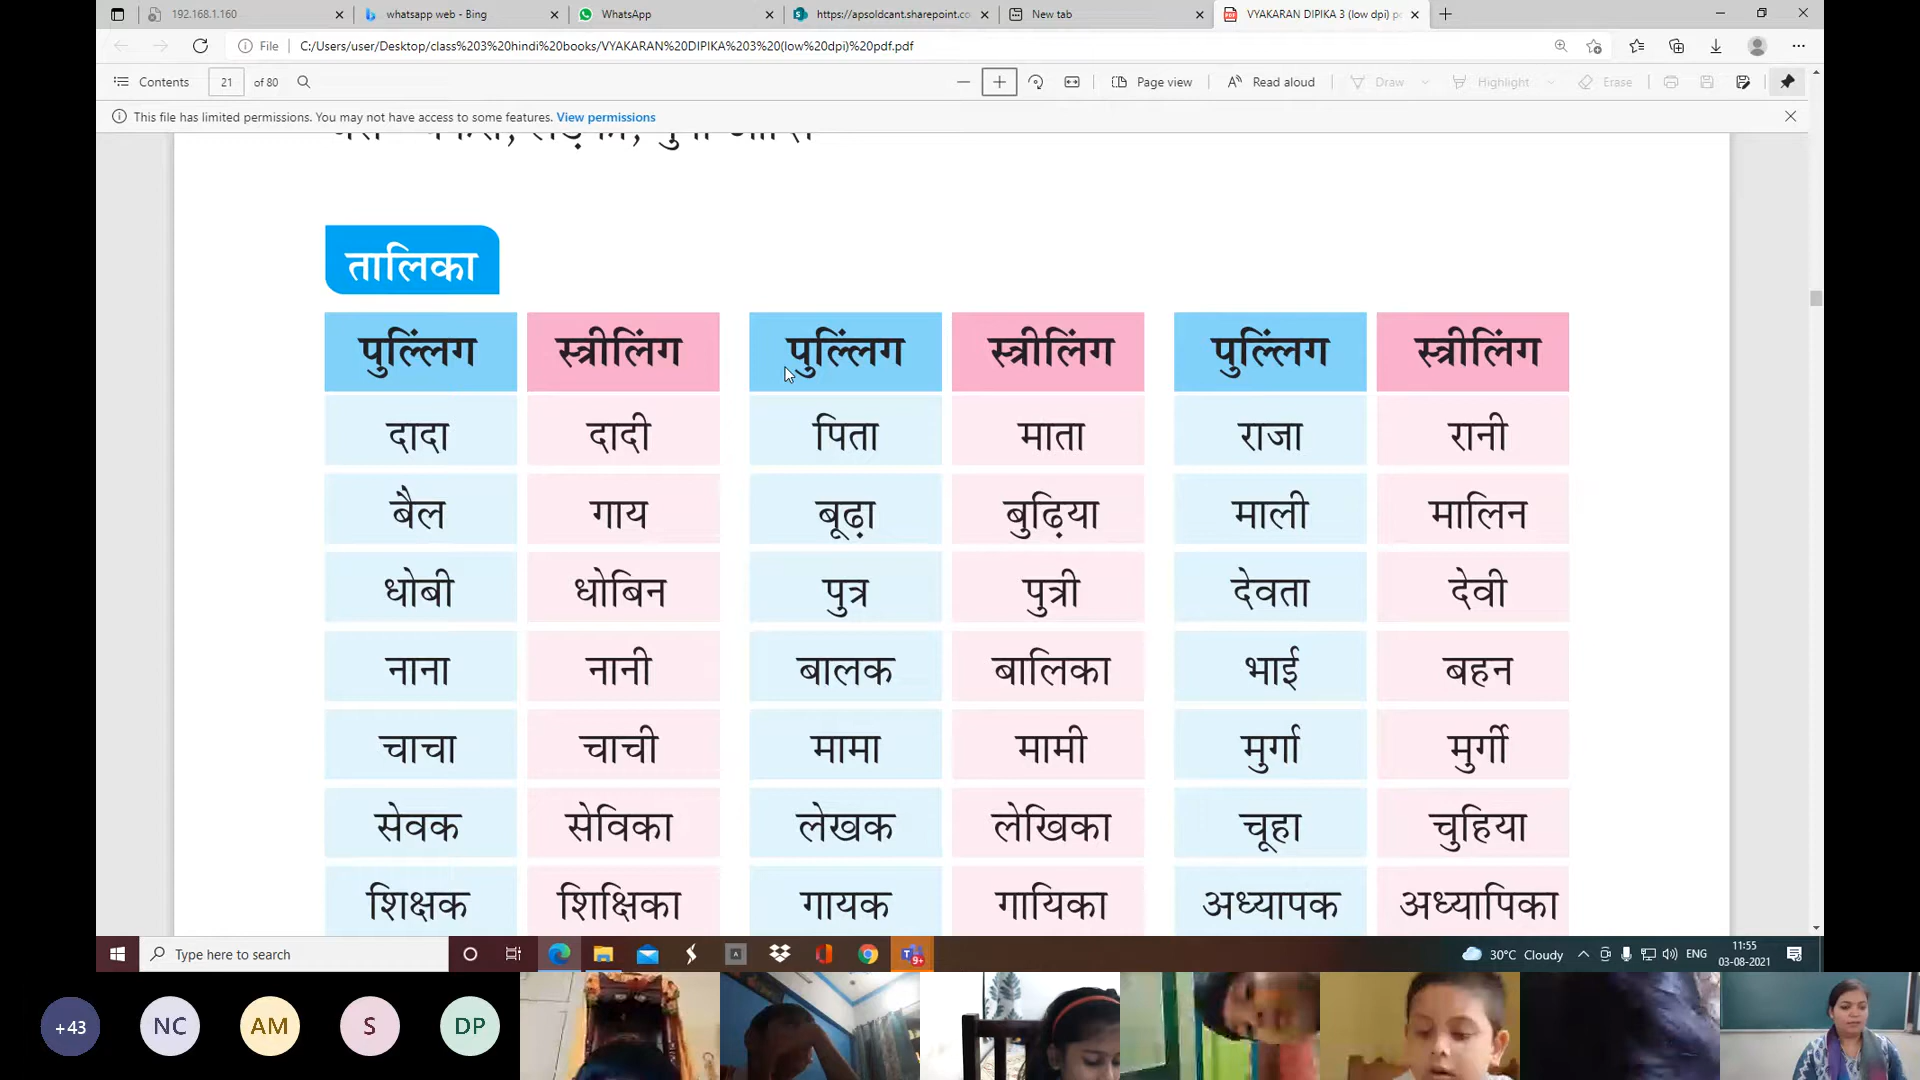 192.168.1.160 whatsapp web - Bing WhatsApp https://apsoldcant.sharepoint.co New tab VYAKARAN DIPIKA 3 (low dpi) p
File C:/Users/user/Desktop/class%203%20hindi%20books/VYAKARAN%20DIPIKA%203%20(low%20dpi)%20pdf.pdf
Contents 21 of 80 Page view Read aloud Draw Highlight Erase
This file has limited permissions. You may not have access to some features. View permissions
तालिका
पुल्लिंग स्त्रीलिंग पुल्लिंग स्त्रीलिंग पुल्लिंग स्त्रीलिंग
दादा दादी पिता माता राजा रानी
बैल गाय बूढ़ा बुढ़िया माली मालिन
धोबी धोबिन पुत्र पुत्री देवता देवी
नाना नानी बालक बालिका भाई बहन
चाचा चाची मामा मामी मुर्गा मुर्गी
सेवक सेविका लेखक लेखिका चूहा चुहिया
शिक्षक शिक्षिका गायक गायिका अध्यापक अध्यापिका
Type here to search 9+ 30°C Cloudy ENG 11:55
03-08-2021
+43 NC AM S DP